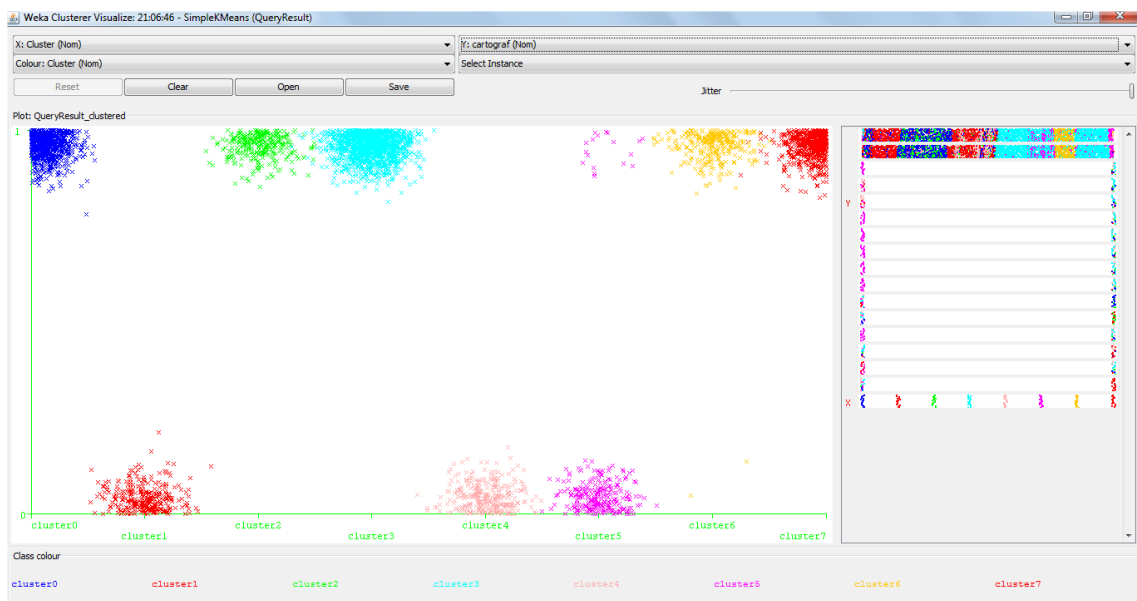 Weka Clusterer Visualize: 21:06:46 - SimpleKMeans (QueryResult)
X: Cluster (Nom) Y: cartograf (Nom)
Colour: Cluster (Nom) Select Instance
Reset Clear Open Save Jitter
Plot: QueryResult_clustered
1
Y
X
0
cluster0 cluster2 cluster4 cluster6
cluster1 cluster3 cluster5 cluster7
Class colour
cluster0 cluster1 cluster2 cluster3 cluster4 cluster5 cluster6 cluster7